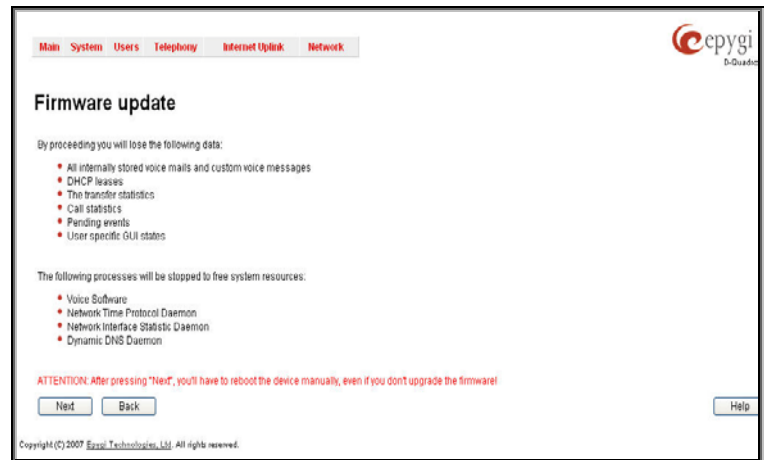 Main System Users Telephony Internet Uplink Network
epygi
Firmware update
By proceeding you will lose the following data:
All internally stored voice mails and custom voice messages
DHCP leases
The transfer statistics
Call statistics
Pending events
User specific GUI states
The following processes will be stopped to free system resources:
Voice Software
Network Time Protocol Daemon
Network Interface Statistic Daemon
Dynamic DNS Daemon
ATTENTION: After pressing "Next", you'll have to reboot the device manually, even if you don't upgrade the firmware!
Next Back Help
Copyright (C) 2007 Epygi Technologies, Ltd. All rights reserved.